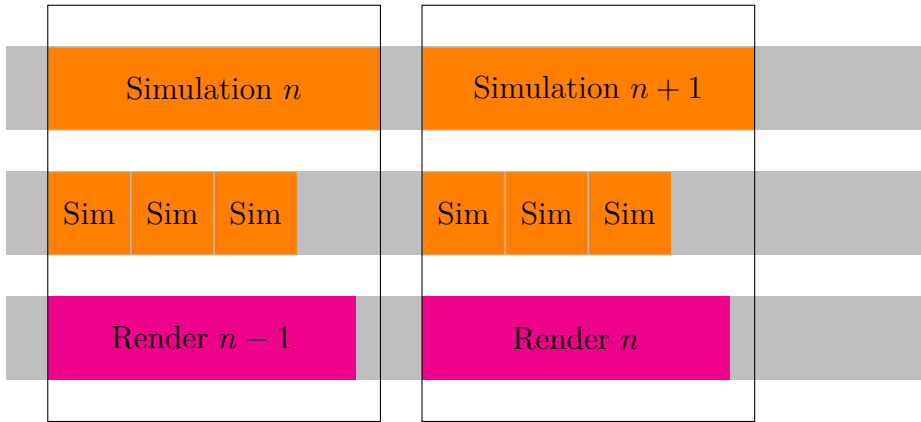 Simulation n
Simulation n + 1
Sim Sim Sim
Sim Sim Sim
Render n − 1
Render n